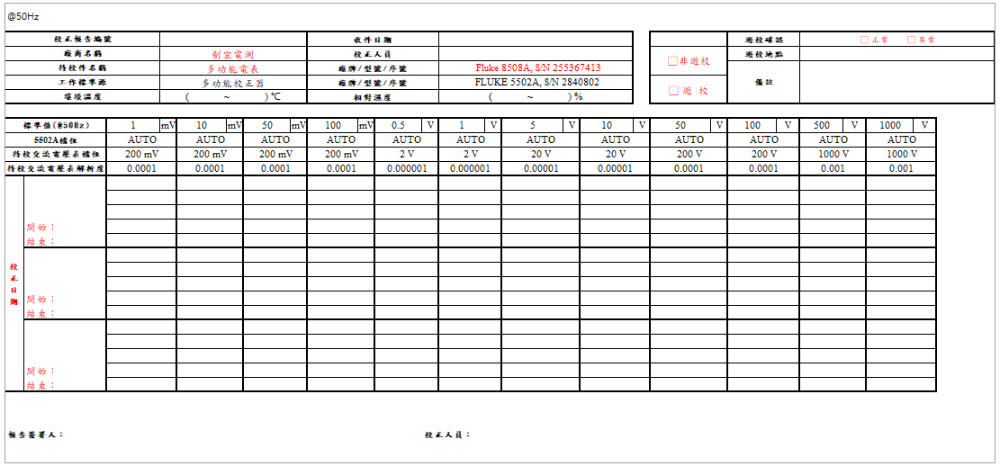 @50Hz
校正報告編號 收件日期 遊校確認 □ 正常 □ 異常
廠商名稱 制宜電測 校正人員 □非遊校 遊校地點
待校件名稱 多功能電表 廠牌/型號/序號 Fluke 8508A, S/N 255367413
工作標準源 多功能校正器 廠牌/型號/序號 FLUKE 5502A, S/N 2840802 備註
環境溫度 ( ~ )℃ 相對濕度 ( ~ )% □ 遊 校
標準值(@50Hz) 1 mV 10 mV 50 mV 100 mV 0.5 V 1 V 5 V 10 V 50 V 100 V 500 V 1000 V
5502A檔位 AUTO AUTO AUTO AUTO AUTO AUTO AUTO AUTO AUTO AUTO AUTO AUTO
待校交流電壓表檔位 200 mV 200 mV 200 mV 200 mV 2 V 2 V 20 V 20 V 200 V 200 V 1000 V 1000 V
待校交流電壓表解析度 0.0001 0.0001 0.0001 0.0001 0.000001 0.000001 0.00001 0.00001 0.0001 0.0001 0.001 0.001
校正日期
開始：
結束：
開始：
結束：
開始：
結束：
報告簽署人： 校正人員：